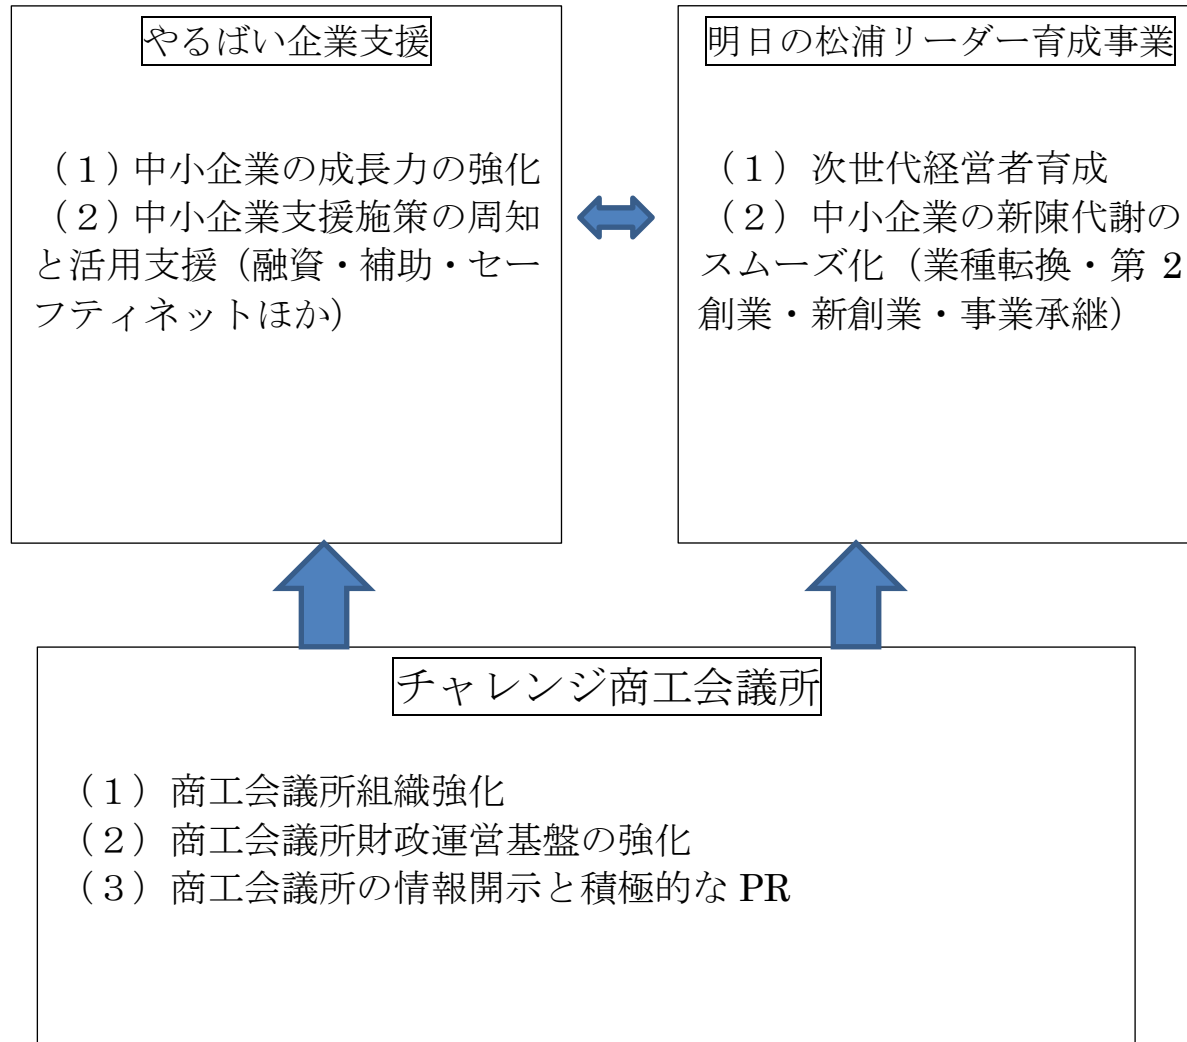 やるばい企業支援
（１）中小企業の成長力の強化
（２）中小企業支援施策の周知
と活用支援（融資・補助・セー
フティネットほか）
明日の松浦リーダー育成事業
（１）次世代経営者育成
（２）中小企業の新陳代謝の
スムーズ化（業種転換・第 2
創業・新創業・事業承継）
チャレンジ商工会議所
（１）商工会議所組織強化
（２）商工会議所財政運営基盤の強化
（３）商工会議所の情報開示と積極的な PR